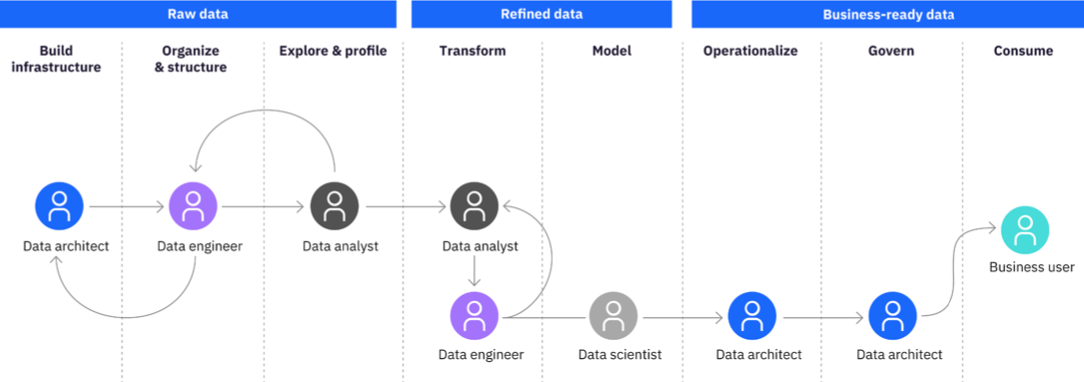 Raw data
Refined data
Business-ready data
Build
infrastructure
Organize
& structure
Explore & profile
Transform
Model
Operationalize
Govern
Consume
Data architect
Data engineer
Data analyst
Data analyst
Business user
Data engineer
Data scientist
Data architect
Data architect